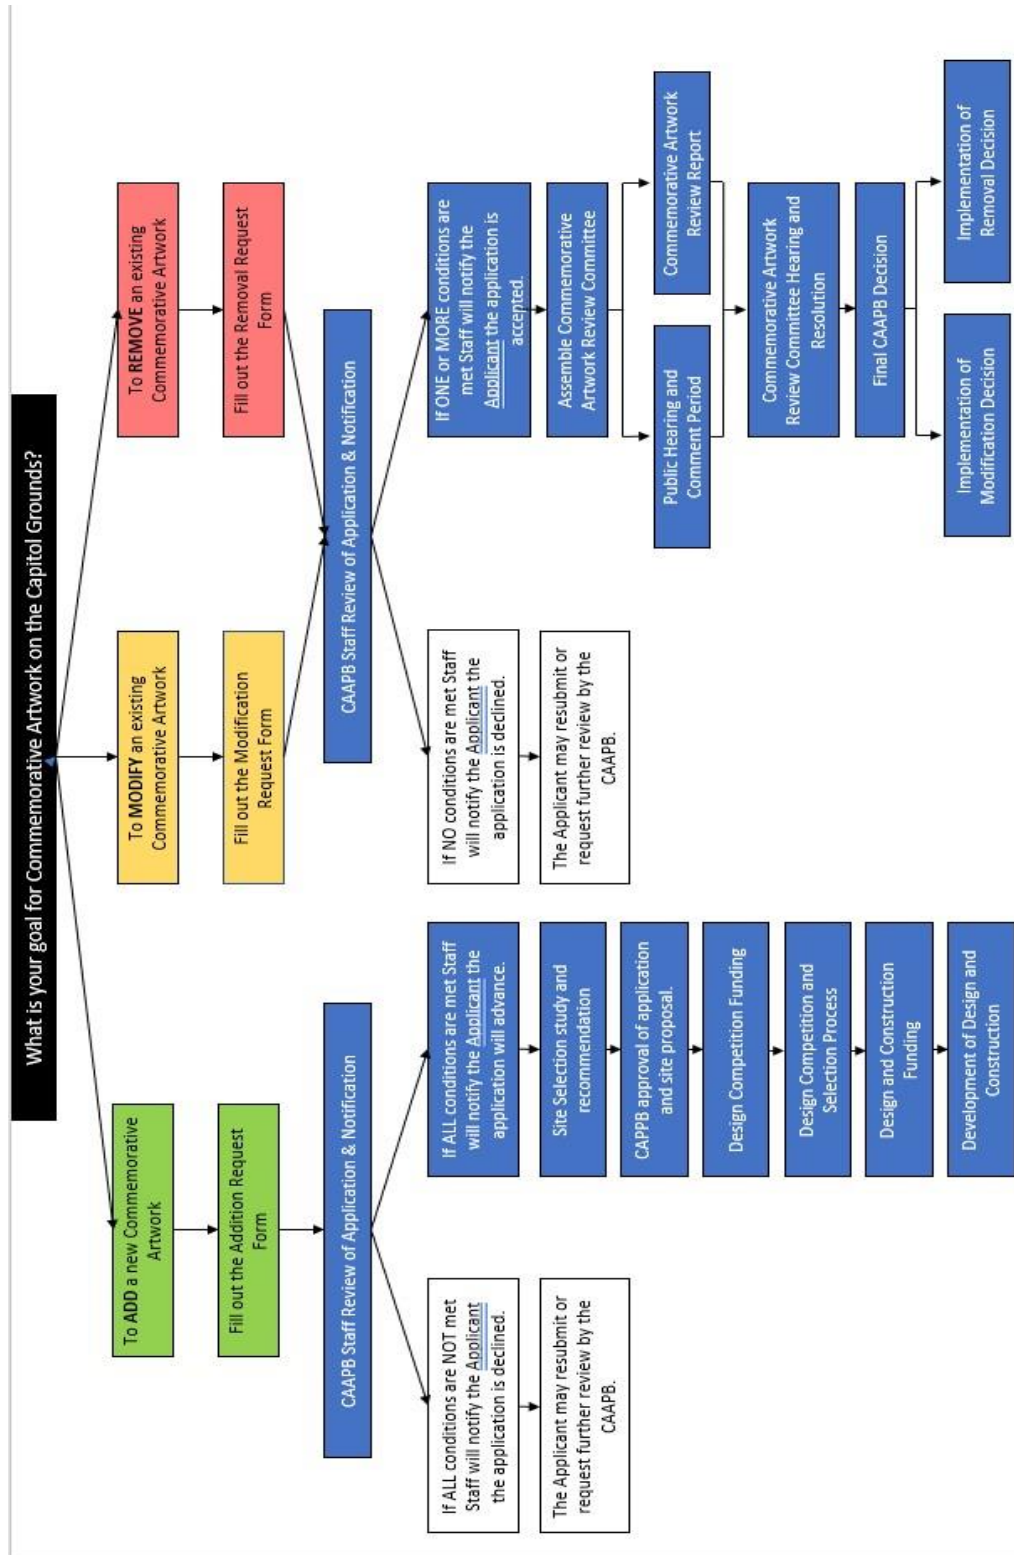 What is your goal for Commemorative Artwork on the Capitol Grounds?
To ADD a new Commemorative
Artwork
Fill out the Addition Request
Form
CAAPB Staff Review of Application & Notification
If ALL conditions are NOT met
Staff will notify the Applicant
the application is declined.
The Applicant may resubmit or
request further review by the
CAAPB.
If ALL conditions are met Staff
will notify the Applicant the
application will advance.
Site Selection study and
recommendation
CAPPB approval of application
and site proposal.
Design Competition Funding
Design Competition and
Selection Process
Design and Construction
Funding
Development of Design and
Construction
To MODIFY an existing
Commemorative Artwork
Fill out the Modification
Request Form
To REMOVE an existing
Commemorative Artwork
Fill out the Removal Request
Form
CAAPB Staff Review of Application & Notification
If NO conditions are met Staff
will notify the Applicant the
application is declined.
The Applicant may resubmit or
request further review by the
CAAPB.
If ONE or MORE conditions are
met Staff will notify the
Applicant the application is
accepted.
Assemble Commemorative
Artwork Review Committee
Public Hearing and
Comment Period
Commemorative Artwork
Review Report
Commemorative Artwork
Review Committee Hearing and
Resolution
Final CAAPB Decision
Implementation of
Modification Decision
Implementation of
Removal Decision